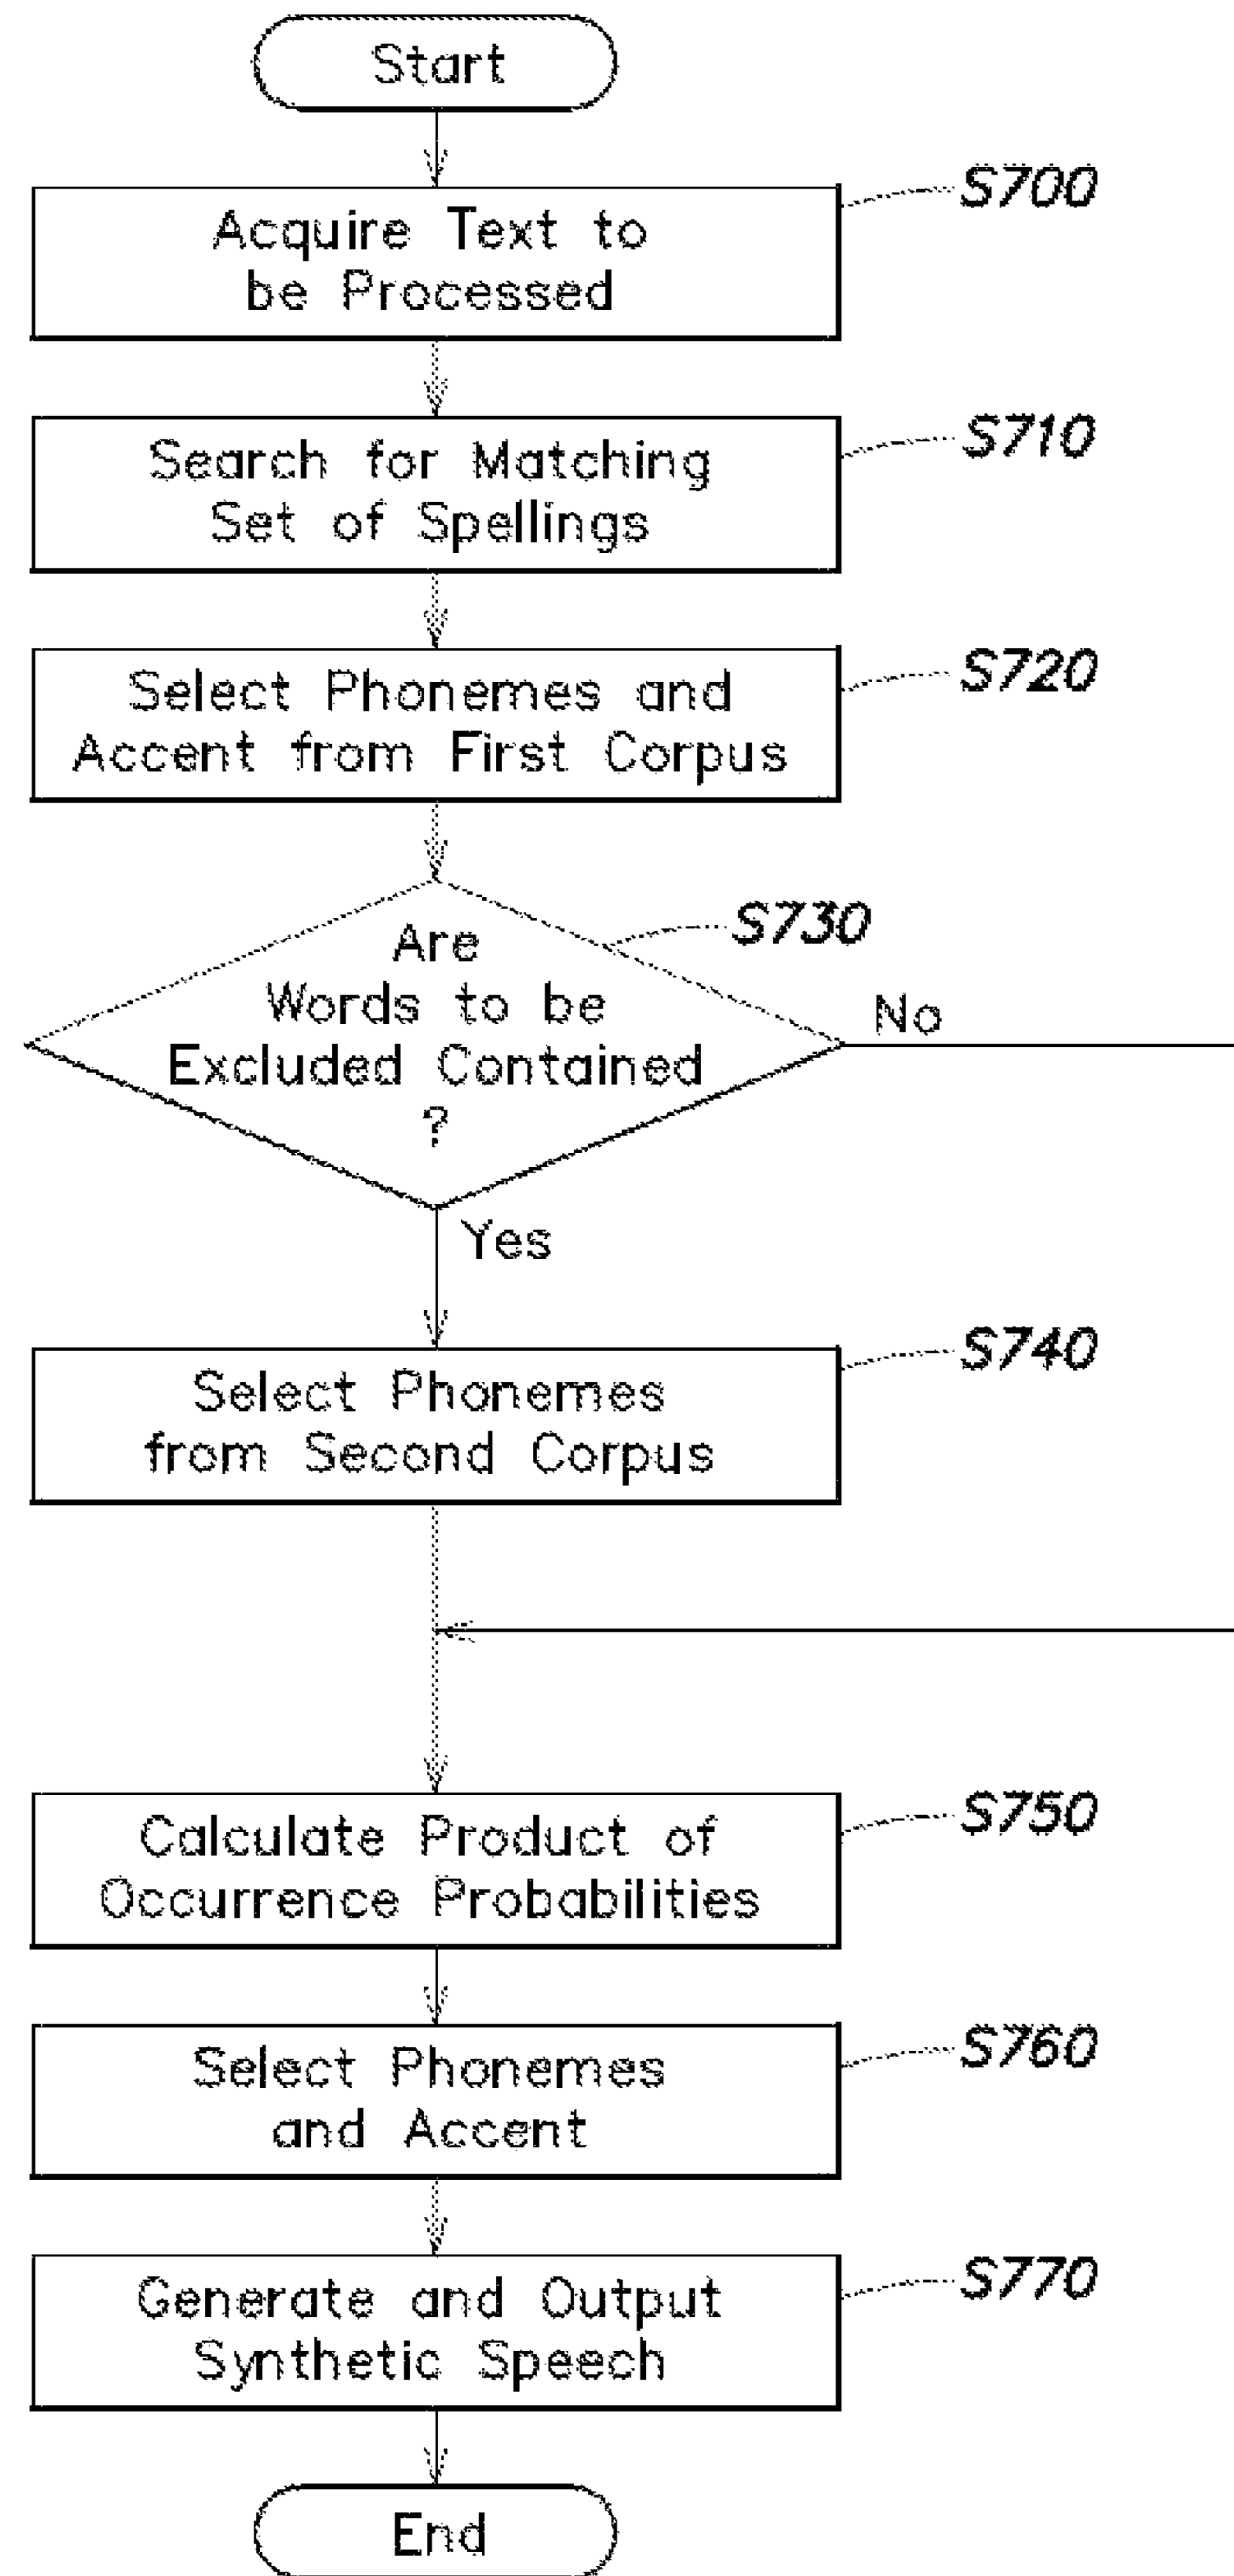 Start
S700
Acquire Text to
be Processed
S710
Search for Matching
Set of Spellings
S720
Select Phonemes and
Accent from First Corpus
S730
Are
Words to be
Excluded Contained
?
No
Yes
S740
Select Phonemes
from Second Corpus
S750
Calculate Product of
Occurrence Probabilities
S760
Select Phonemes
and Accent
S770
Generate and Output
Synthetic Speech
End